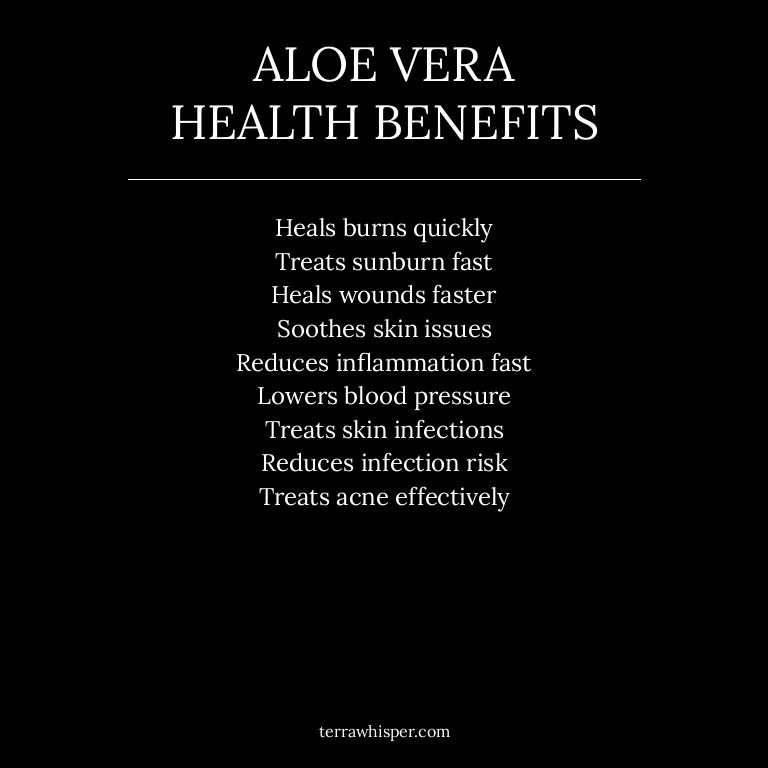 ALOE VERA
HEALTH BENEFITS
Heals burns quickly
Treats sunburn fast
Heals wounds faster
Soothes skin issues
Reduces inflammation fast
Lowers blood pressure
Treats skin infections
Reduces infection risk
Treats acne effectively
terrawhisper.com